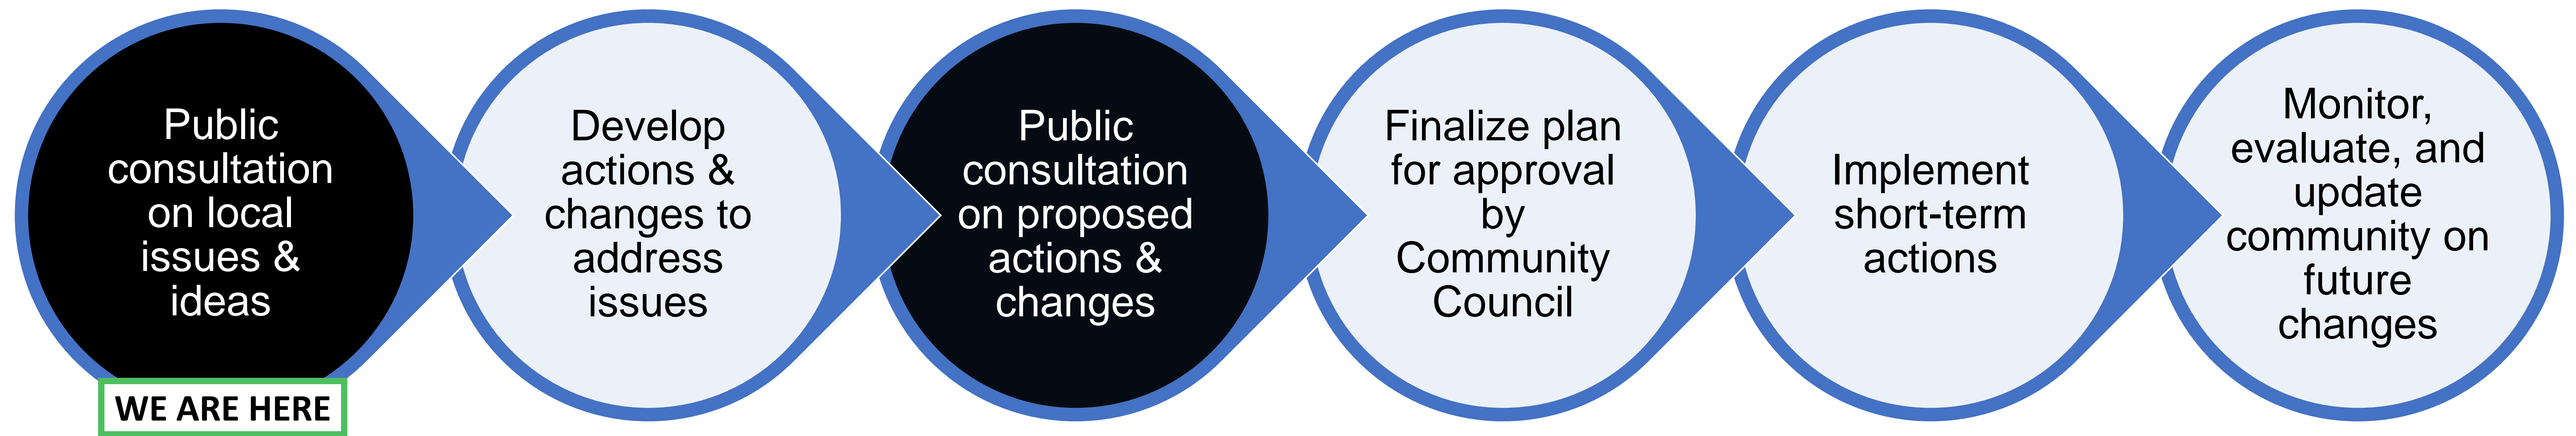 Public
consultation
on local
issues &
ideas
WE ARE HERE
Develop
actions &
changes to
address
issues
Public
consultation
on proposed
actions &
changes
Finalize plan
for approval
by
Community
Council
Implement
short-term
actions
Monitor,
evaluate, and
update
community on
future
changes